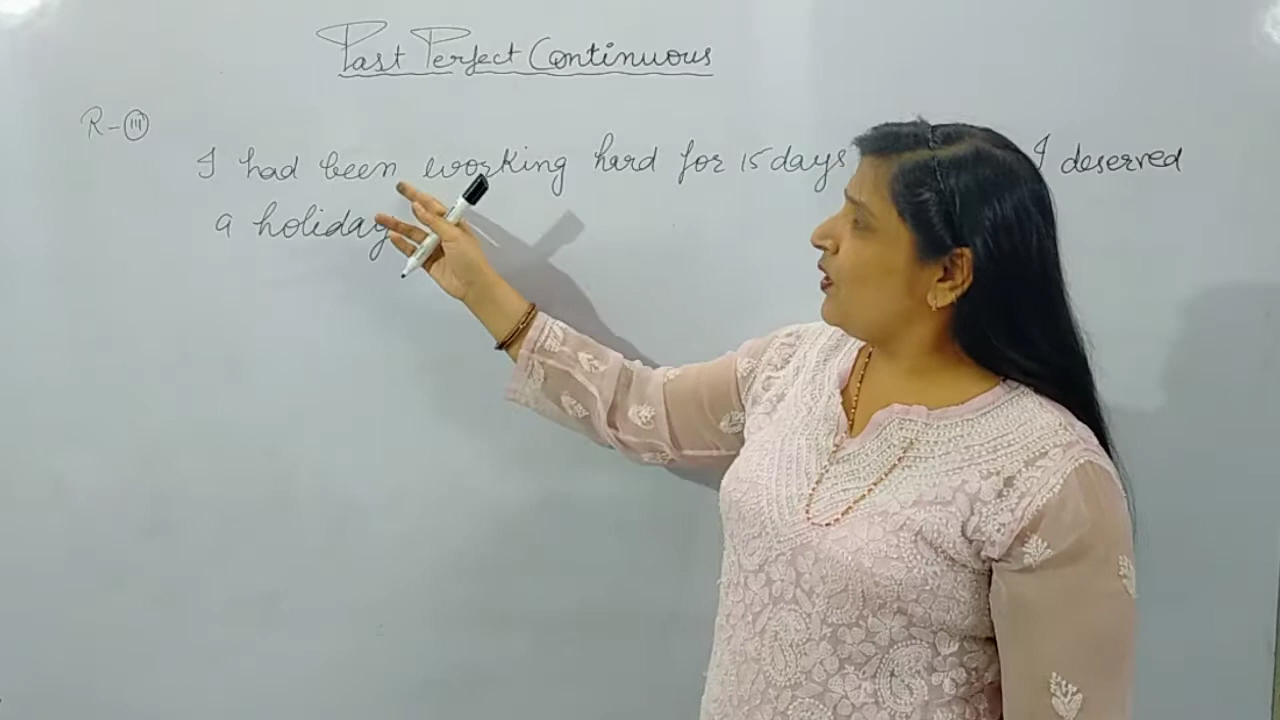 Past Perfect Continuous
R-(III)
I had been working hard for 15 days I deserved
a holiday